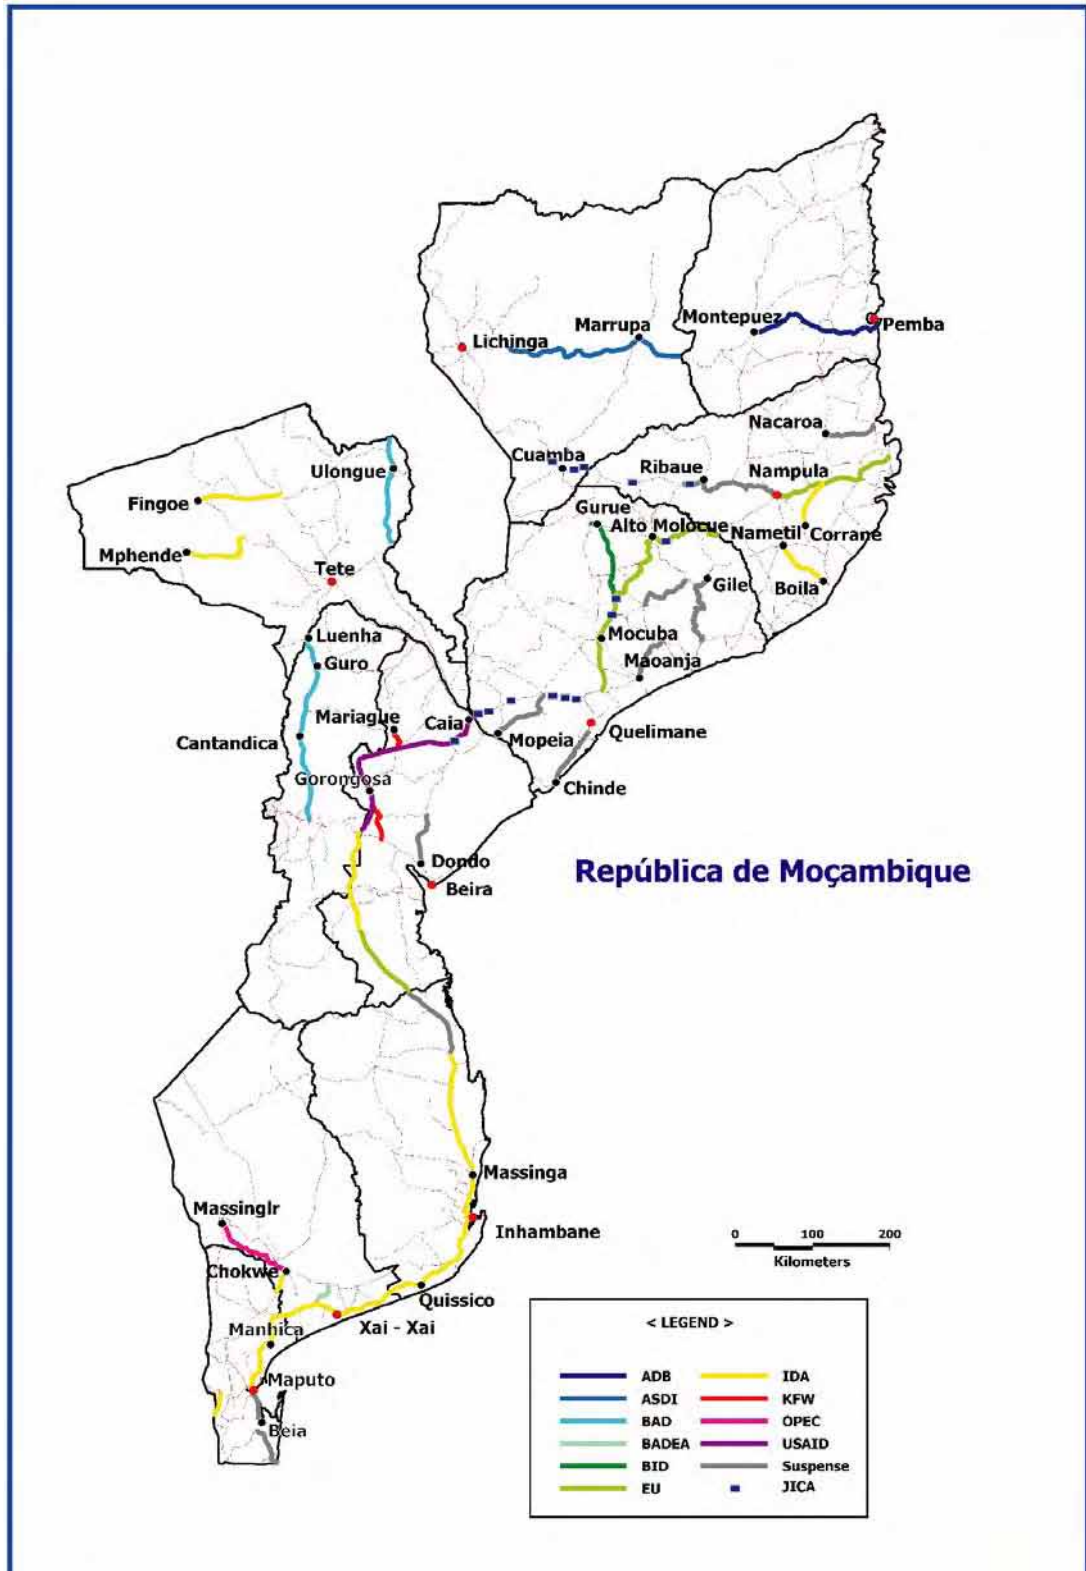 Montepuez
Pemba
Marrupa
Lichinga
Nacaroa
Cuamba
Ribaue
Nampula
Ulongue
Fingoe
Gurue
Alto Molocue
Nametil
Corrane
Mphende
Tete
Gile
Boila
Luenha
Mocuba
Guro
Maoanja
Mariague
Caia
Cantandica
Mopeia
Quelimane
Gorongosa
Chinde
Dondo
República de Moçambique
Beira
Massinga
Massinglr
Inhambane
0 100 200
Kilometers
Chokwe
Quissico
Xai - Xai
Manhica
Maputo
Beia
< LEGEND >
ADB
ASDI
BAD
BADEA
BID
EU
IDA
KFW
OPEC
USAID
Suspense
JICA